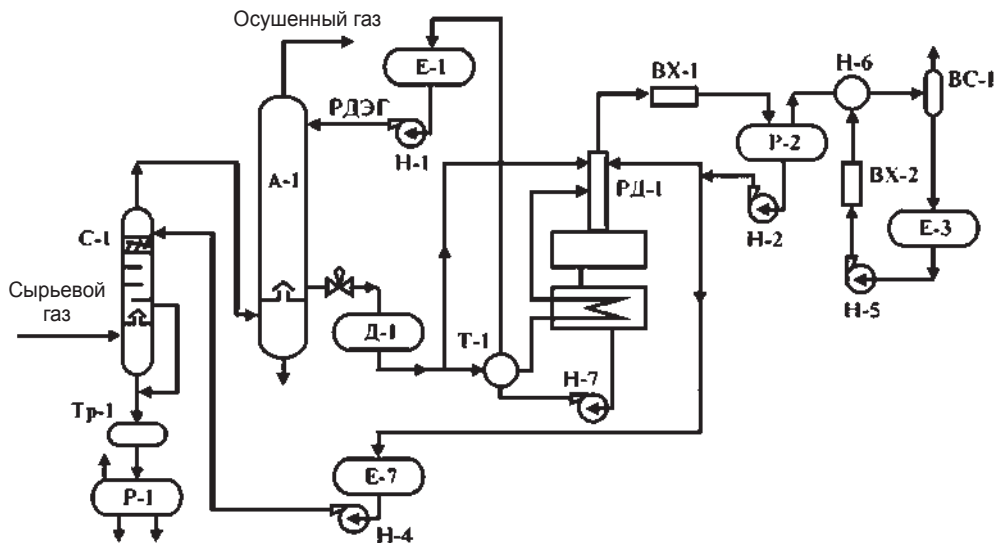 Осушенный газ
Е-1
РДЭГ
Н-1
А-1
С-1
Сырьевой
газ
Тр-1
Р-1
Д-1
Т-1
Н-7
РД-1
ВХ-1
Р-2
Н-2
Н-6
ВС-1
ВХ-2
Е-3
Н-5
Е-7
Н-4